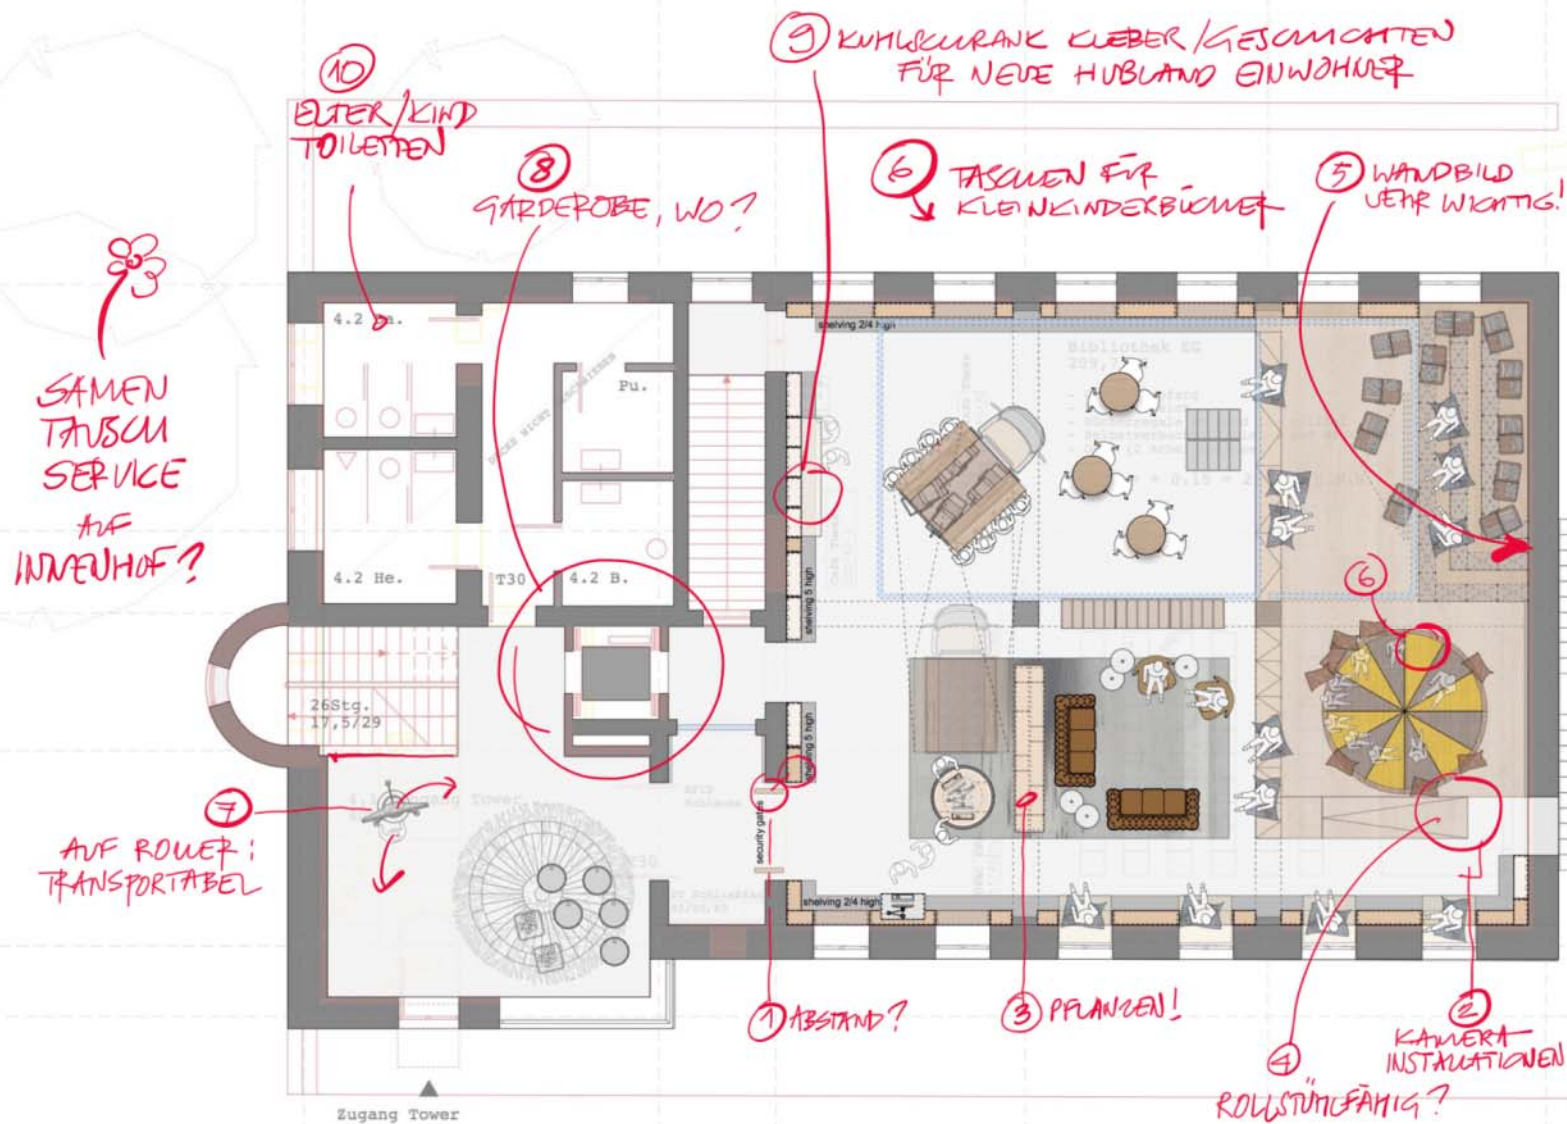 9 KUHLSCHRANK KLEBER/GESCHICHTEN
FÜR NEUE HUBLAND EINWOHNER
10
ELTER/KIND
TOILETTEN
8
GARDEROBE, WO?
6 TASCHEN FÜR
KLEINKINDERBÜCHER
5 WANDBILD
SEHR WICHTIG!
SAMEN
TAUSCH
SERVICE
AUF
INNENHOF?
4.2 Da.
shelving 2/4 high
Bibliothek EG
Pu.
DECKE NICHT
4.2 He.
T30
4.2 B.
shelving 5 high
6
26Stg.
17,5/29
shelving 5 high
7
AUF ROLLER:
TRANSPORTABEL
security gates
shelving 2/4 high
1 ABSTAND?
3 PFLANZEN!
2
KAMERA
INSTALLATIONEN
4
ROLLSTÜHLFÄHIG?
Zugang Tower